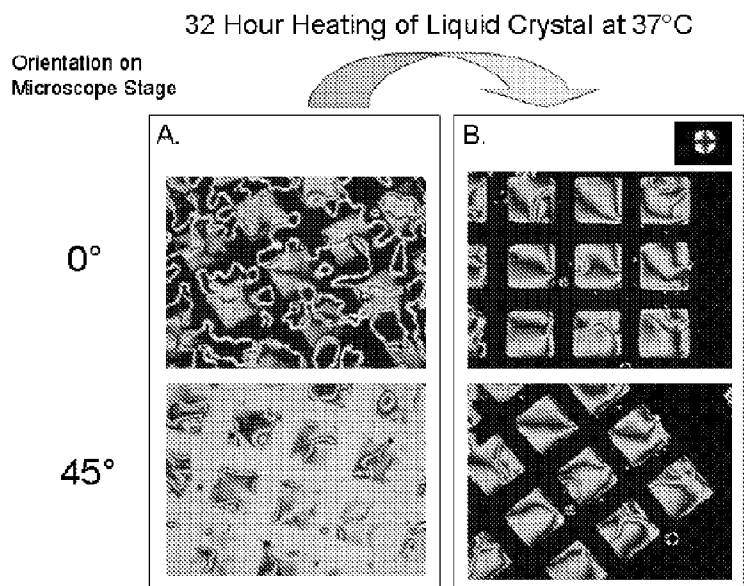 32 Hour Heating of Liquid Crystal at 37°C
Orientation on
Microscope Stage
A.
B.
0°
45°